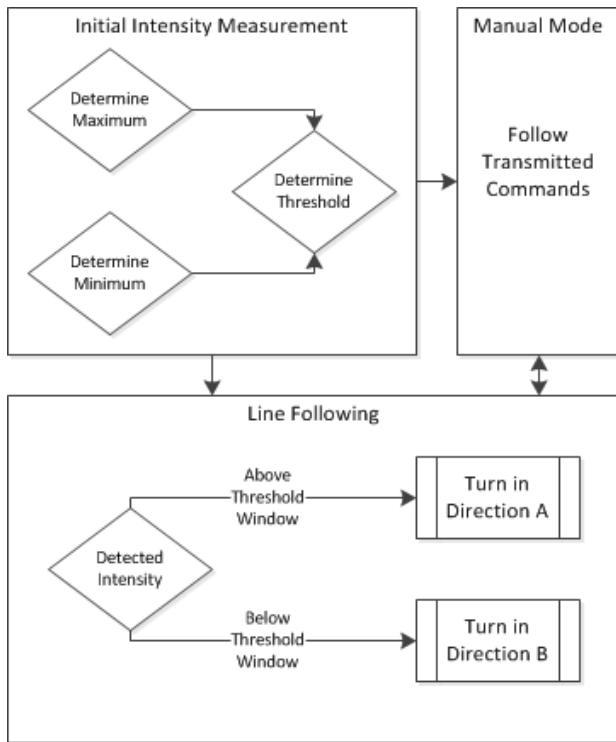 Initial Intensity Measurement
Determine
Maximum
Determine
Threshold
Determine
Minimum
Manual Mode
Follow
Transmitted
Commands
Line Following
Detected
Intensity
Above
Threshold
Window
Turn in
Direction A
Below
Threshold
Window
Turn in
Direction B